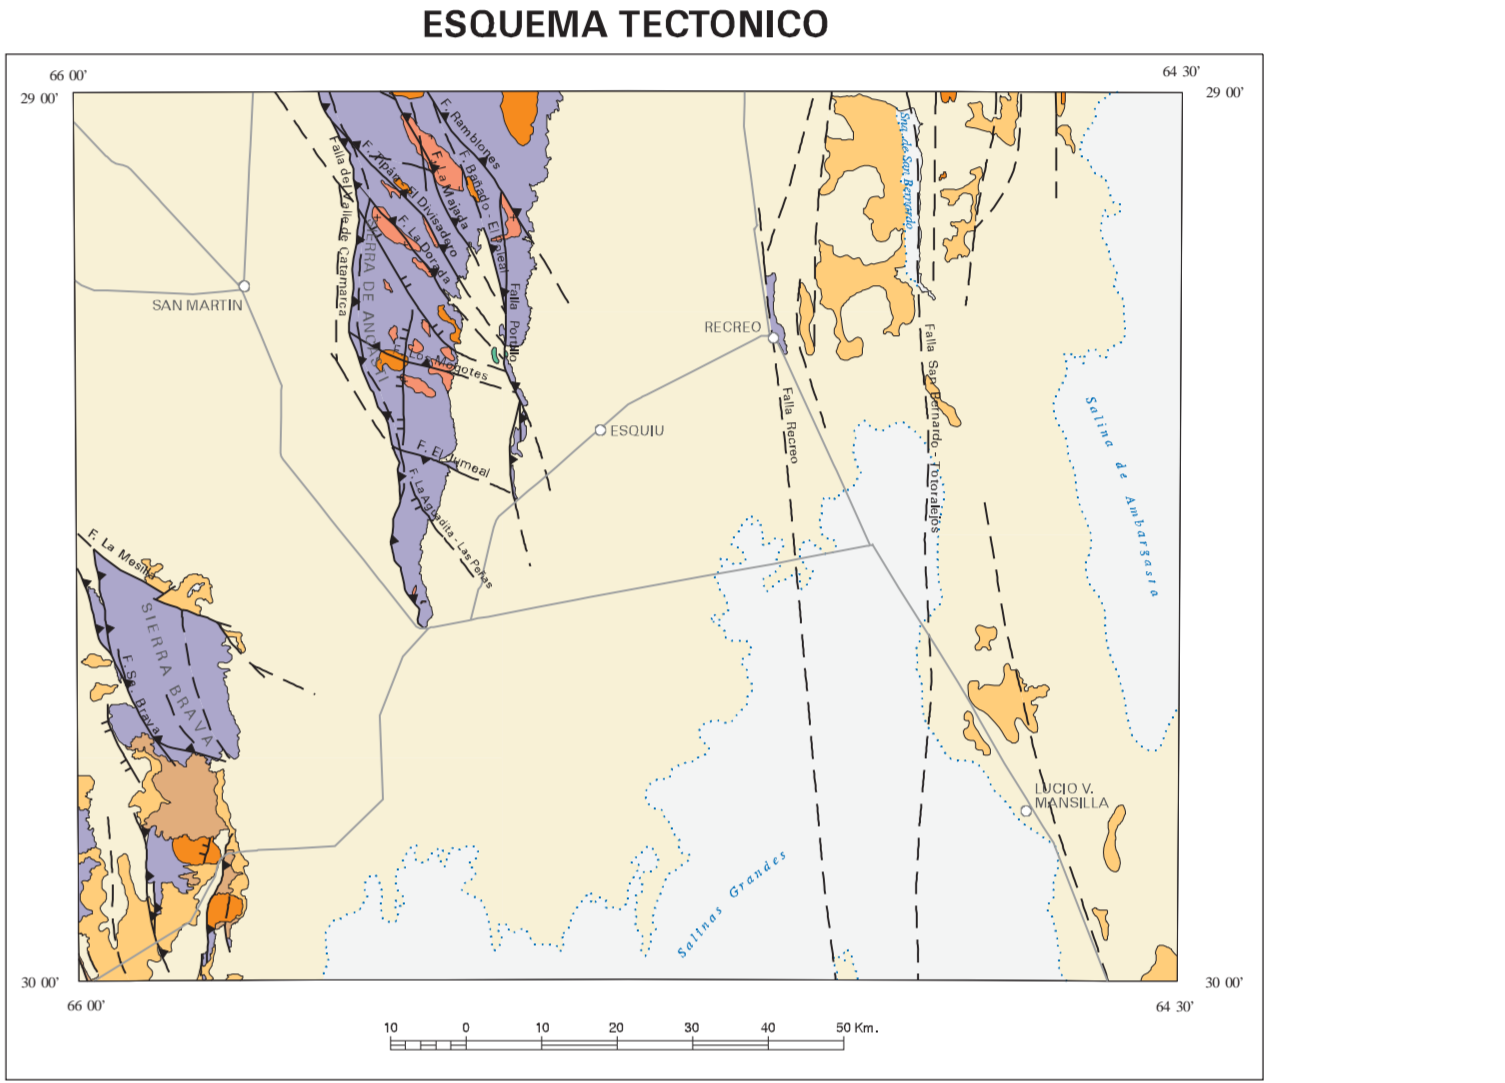 ESQUEMA TECTONICO
66 00'
64 30'
29 00'
29 00'
F. Ramblones
Falla del Valle de Catamarca
F. La Majada
F. Bañado - El
F. La Dorada
El Divisadero
SIERRA DE ANCASTI
Falla Portillo
Sna. de San Bernardo
SAN MARTIN
RECREO
Los Mogotes
Falla San Bernardo - Totoralejos
Falla Recreo
ESQUIU
F. El Jumeal
F. La Aguadita - Las Peñas
Salina de Ambargasta
F. La Mesilla
SIERRA BRAVA
F. Sa. Brava
LUCIO V.
MANSILLA
Salinas Grandes
30 00'
30 00'
66 00'
64 30'
10 0 10 20 30 40 50 Km.